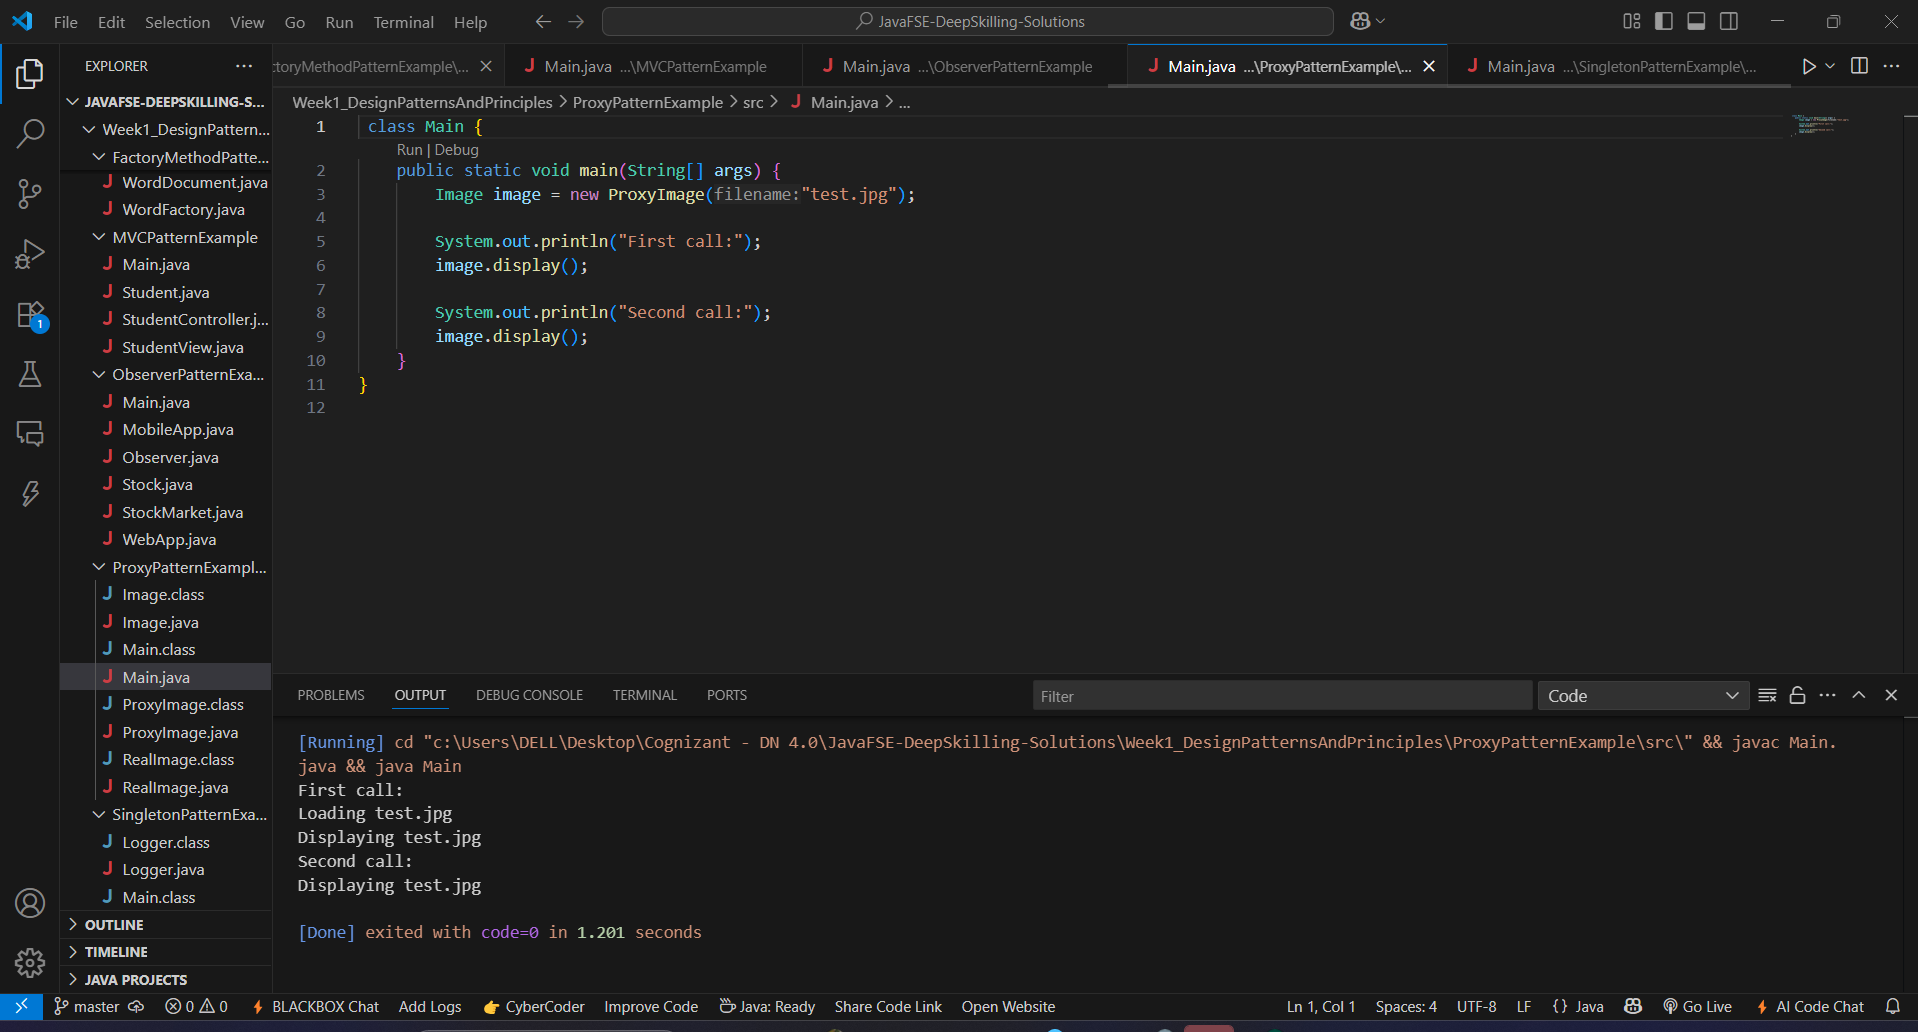 File Edit Selection View Go Run Terminal Help
JavaFSE-DeepSkilling-Solutions
EXPLORER
ctoryMethodPatternExample\...
Main.java ...\MVCPatternExample
Main.java ...\ObserverPatternExample
Main.java ...\ProxyPatternExample\...
Main.java ...\SingletonPatternExample\...
JAVAFSE-DEEPSKILLING-S...
Week1_DesignPattern...
FactoryMethodPatte...
WordDocument.java
WordFactory.java
MVCPatternExample
Main.java
Student.java
StudentController.j...
StudentView.java
ObserverPatternExa...
Main.java
MobileApp.java
Observer.java
Stock.java
StockMarket.java
WebApp.java
ProxyPatternExampl...
Image.class
Image.java
Main.class
Main.java
ProxyImage.class
ProxyImage.java
RealImage.class
RealImage.java
SingletonPatternExa...
Logger.class
Logger.java
Main.class
OUTLINE
TIMELINE
JAVA PROJECTS
1
Week1_DesignPatternsAndPrinciples > ProxyPatternExample > src > Main.java > ...
1 class Main {
Run | Debug
2 public static void main(String[] args) {
3 Image image = new ProxyImage(filename:"test.jpg");
4
5 System.out.println("First call:");
6 image.display();
7
8 System.out.println("Second call:");
9 image.display();
10 }
11 }
12
PROBLEMS OUTPUT DEBUG CONSOLE TERMINAL PORTS
Filter
Code
[Running] cd "c:\Users\DELL\Desktop\Cognizant - DN 4.0\JavaFSE-DeepSkilling-Solutions\Week1_DesignPatternsAndPrinciples\ProxyPatternExample\src\" && javac Main.
java && java Main
First call:
Loading test.jpg
Displaying test.jpg
Second call:
Displaying test.jpg
[Done] exited with code=0 in 1.201 seconds
master 0 0 BLACKBOX Chat Add Logs CyberCoder Improve Code Java: Ready Share Code Link Open Website Ln 1, Col 1 Spaces: 4 UTF-8 LF {} Java Go Live AI Code Chat